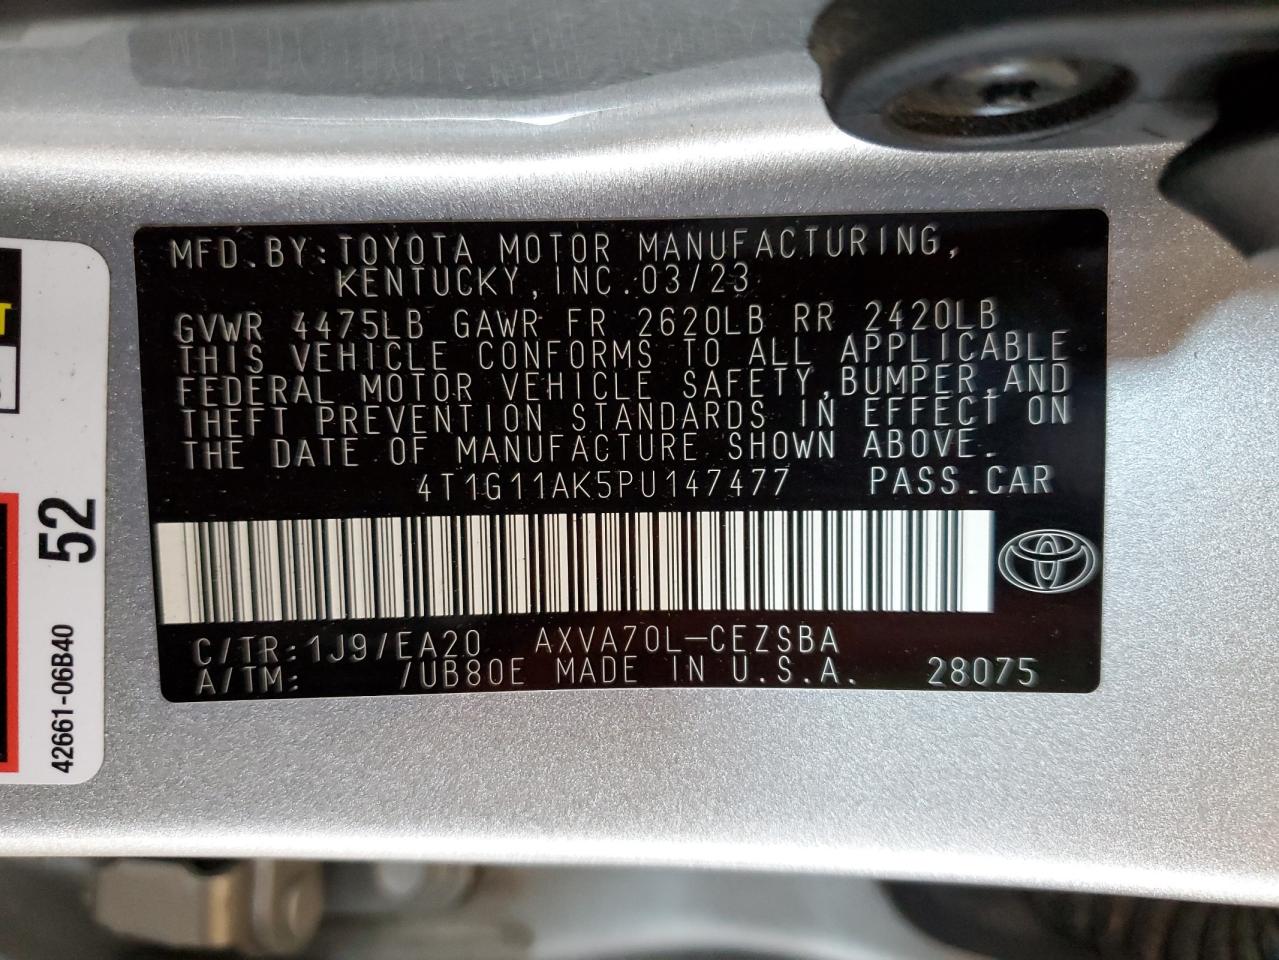 MFD.BY:TOYOTA MOTOR MANUFACTURING,
KENTUCKY,INC.03/23
GVWR 4475LB GAWR FR 2620LB RR 2420LB
THIS VEHICLE CONFORMS TO ALL APPLICABLE
FEDERAL MOTOR VEHICLE SAFETY,BUMPER,AND
THEFT PREVENTION STANDARDS IN EFFECT ON
THE DATE OF MANUFACTURE SHOWN ABOVE.
4T1G11AK5PU147477 PASS.CAR
C/TR:1J9/EA20 AXVA70L-CEZSBA
A/TM: /UB80E MADE IN U.S.A. 28075
52
42661-06B40